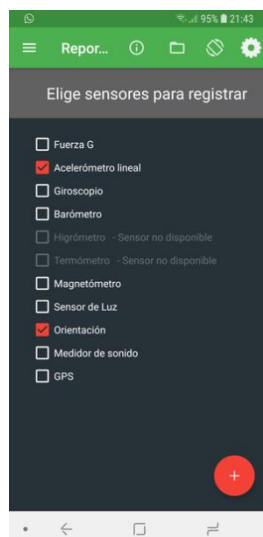 95% 21:43
Repor...
Elige sensores para registrar
Fuerza G
Acelerómetro lineal
Giroscopio
Barómetro
Higrómetro - Sensor no disponible
Termómetro - Sensor no disponible
Magnetómetro
Sensor de Luz
Orientación
Medidor de sonido
GPS